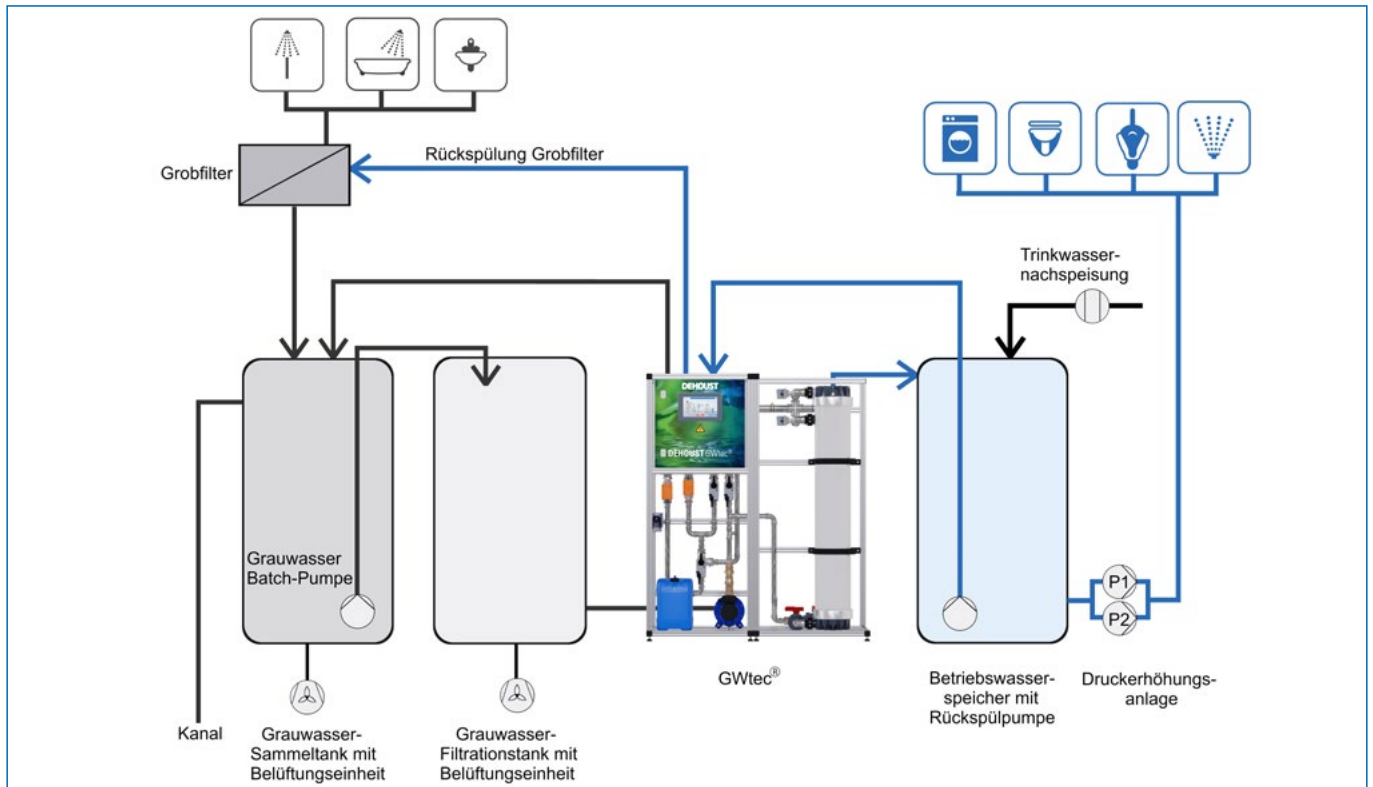 Rückspülung Grobfilter
Grobfilter
Trinkwasser-
nachspeisung
DEHOUST
DEHOUST GWtec®
Grauwasser
Batch-Pumpe
P1
P2
GWtec®
Betriebswasser-
speicher mit
Rückspülpumpe
Druckerhöhungs-
anlage
Kanal
Grauwasser-
Sammeltank mit
Belüftungseinheit
Grauwasser-
Filtrationstank mit
Belüftungseinheit